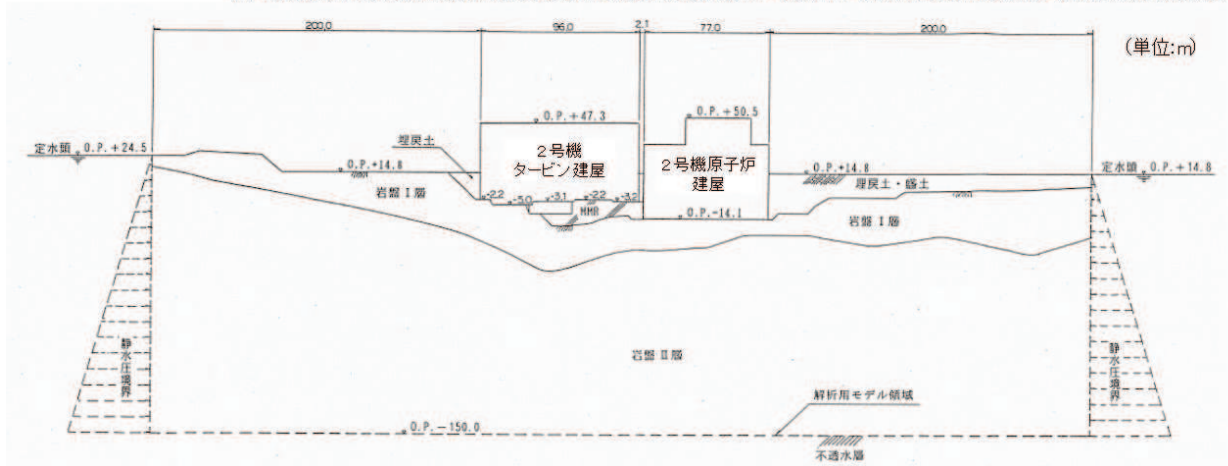 200.0
96.0
2.1
77.0
200.0
(単位:m)
O.P.+47.3
O.P.+50.5
定水頭 O.P.+24.5
埋戻土
2号機
タービン建屋
2号機原子炉
建屋
O.P.+14.8
O.P.+14.8
定水頭 O.P.+14.8
埋戻土・盛土
岩盤Ⅰ層
-2.2
-5.0
-3.1
-2.2
-3.2
MMR
O.P.-14.1
岩盤Ⅰ層
静水圧境界
岩盤Ⅱ層
静水圧境界
解析用モデル領域
O.P.-150.0
不透水層